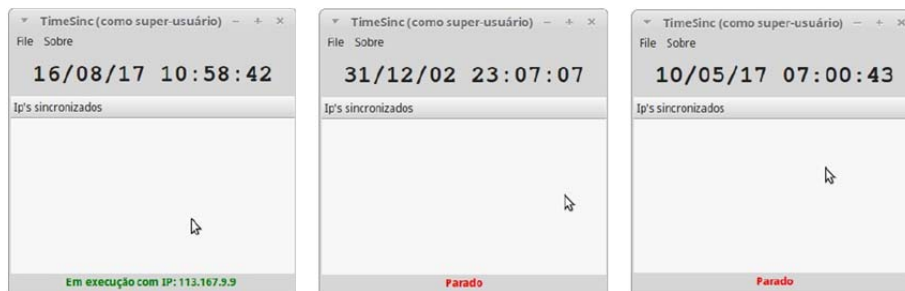 TimeSinc (como super-usuário)
File Sobre
16/08/17 10:58:42
Ip's sincronizados
Em execução com IP: 113.167.9.9
TimeSinc (como super-usuário)
File Sobre
31/12/02 23:07:07
Ip's sincronizados
Parado
TimeSinc (como super-usuário)
File Sobre
10/05/17 07:00:43
Ip's sincronizados
Parado